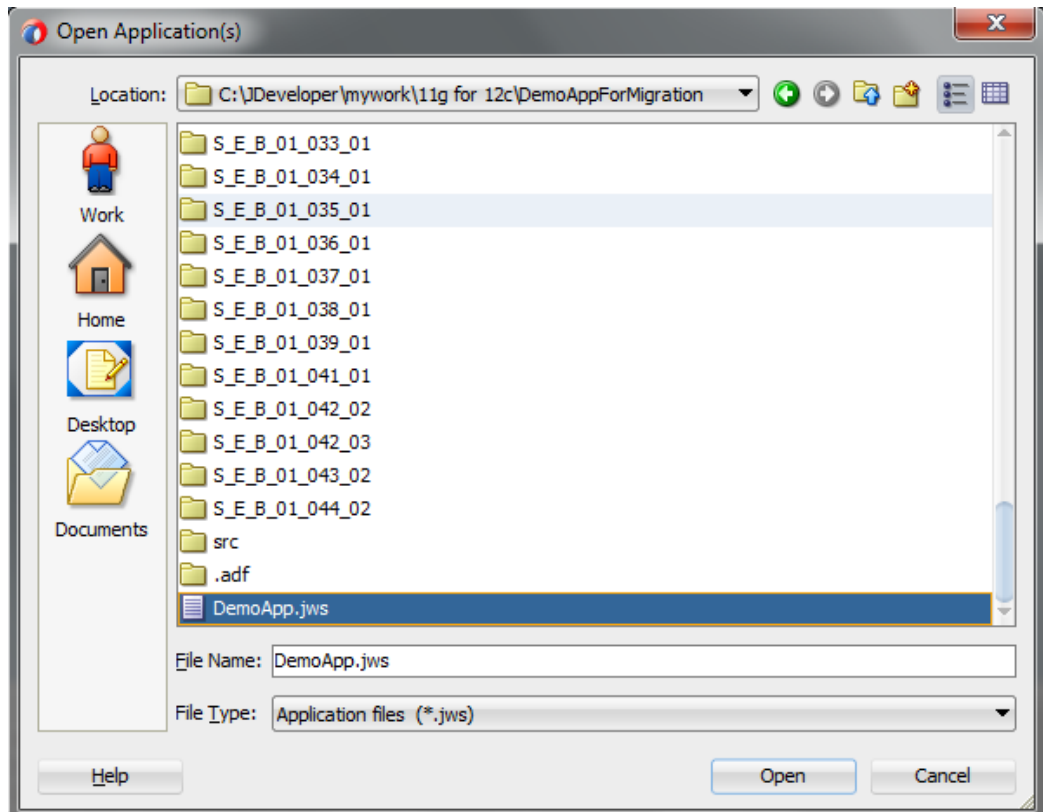 Open Application(s)
Location: C:\JDeveloper\mywork\11g for 12c\DemoAppForMigration
Work
Home
Desktop
Documents
S_E_B_01_033_01
S_E_B_01_034_01
S_E_B_01_035_01
S_E_B_01_036_01
S_E_B_01_037_01
S_E_B_01_038_01
S_E_B_01_039_01
S_E_B_01_041_01
S_E_B_01_042_02
S_E_B_01_042_03
S_E_B_01_043_02
S_E_B_01_044_02
src
.adf
DemoApp.jws
File Name: DemoApp.jws
File Type: Application files (*.jws)
Help Open Cancel